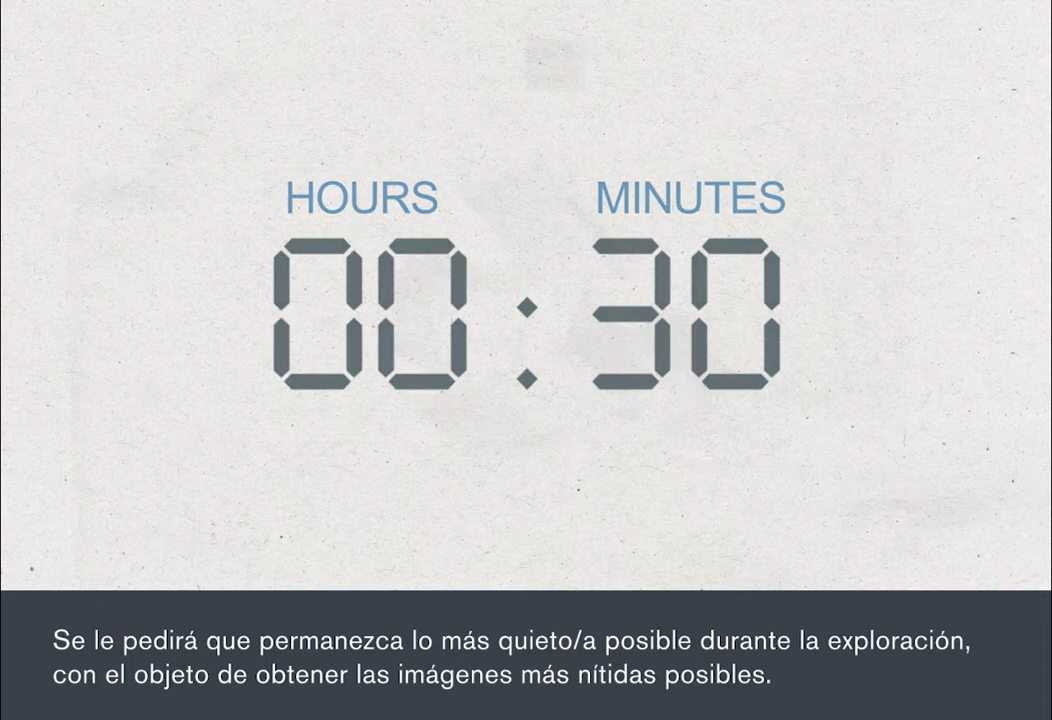 HOURS MINUTES
00:30
Se le pedirá que permanezca lo más quieto/a posible durante la exploración,
con el objeto de obtener las imágenes más nítidas posibles.